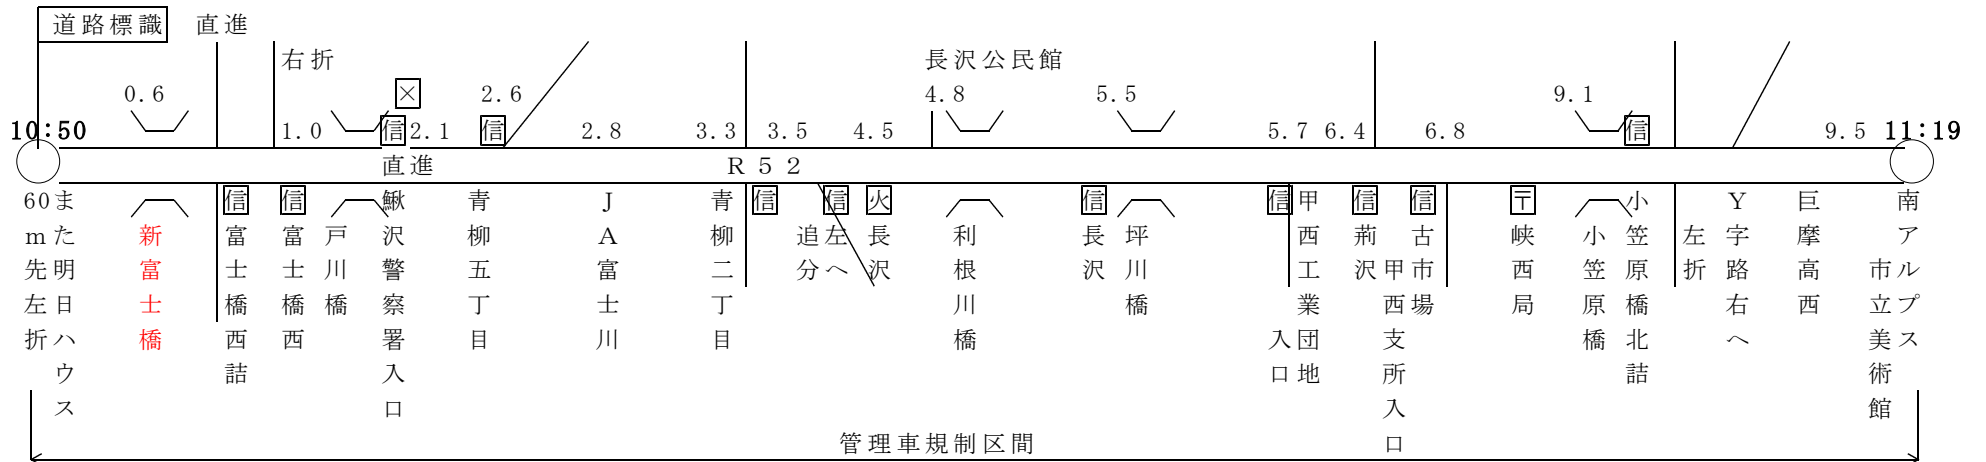 道路標識　直進
右折
長沢公民館
0.6
×
2.6
4.8
5.5
9.1
10:50
1.0
信
2.1
信
2.8
3.3
3.5
4.5
5.7
6.4
6.8
信
9.5
11:19
直進
Ｒ５２
60m先左折
また明日ハウス
新富士橋
信
富士橋西詰
信
富士橋西
戸川橋
鰍沢警察署入口
青柳五丁目
ＪＡ富士川
青柳二丁目
信
追分
信
左へ
火
長沢
利根川橋
信
長沢
坪川橋
信
甲西工業団地
入口
信
荊沢
甲西支所入口
信
古市場
〒
峡西局
小笠原橋
小笠原橋北詰
左折
Ｙ字路右へ
巨摩高西
南アルプス
市立美術館
管理車規制区間